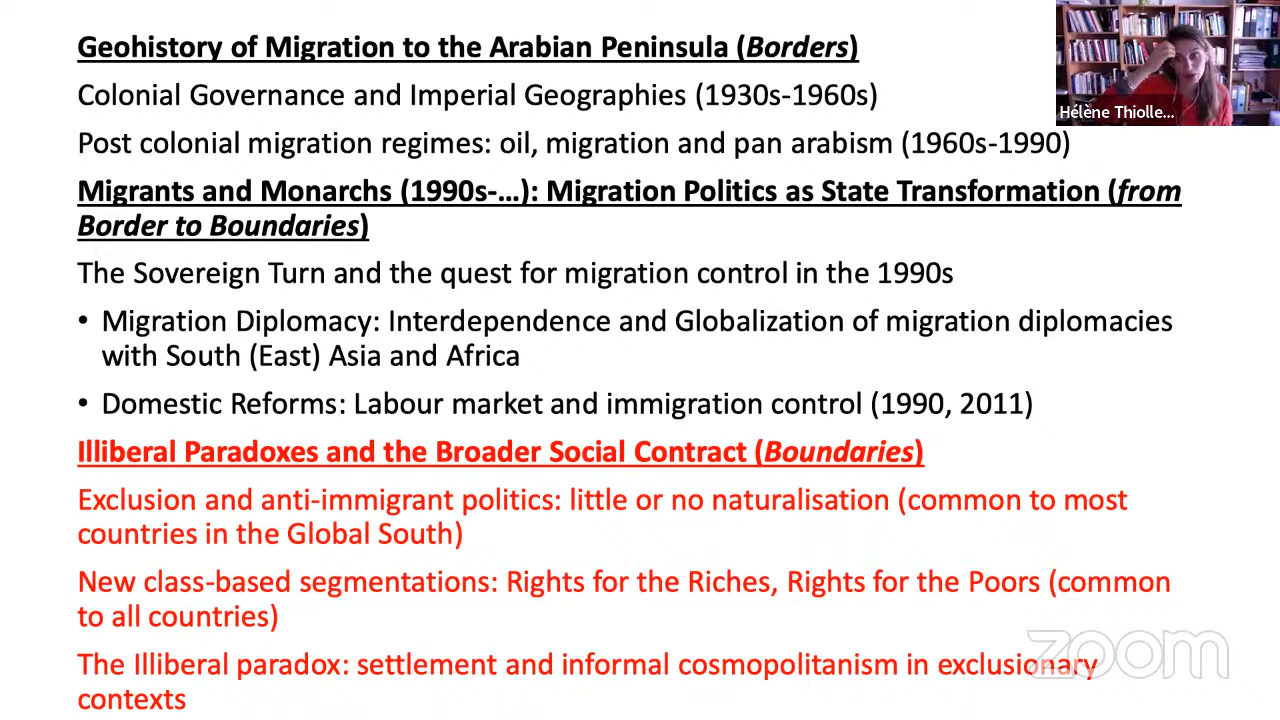 Geohistory of Migration to the Arabian Peninsula (Borders)
Colonial Governance and Imperial Geographies (1930s-1960s)
Post colonial migration regimes: oil, migration and pan arabism (1960s-1990)
Migrants and Monarchs (1990s-...): Migration Politics as State Transformation (from
Border to Boundaries)
The Sovereign Turn and the quest for migration control in the 1990s
• Migration Diplomacy: Interdependence and Globalization of migration diplomacies
with South (East) Asia and Africa
• Domestic Reforms: Labour market and immigration control (1990, 2011)
Illiberal Paradoxes and the Broader Social Contract (Boundaries)
Exclusion and anti-immigrant politics: little or no naturalisation (common to most
countries in the Global South)
New class-based segmentations: Rights for the Riches, Rights for the Poors (common
to all countries)
The Illiberal paradox: settlement and informal cosmopolitanism in exclusionary
contexts
Hélène Thiolle...
zoom